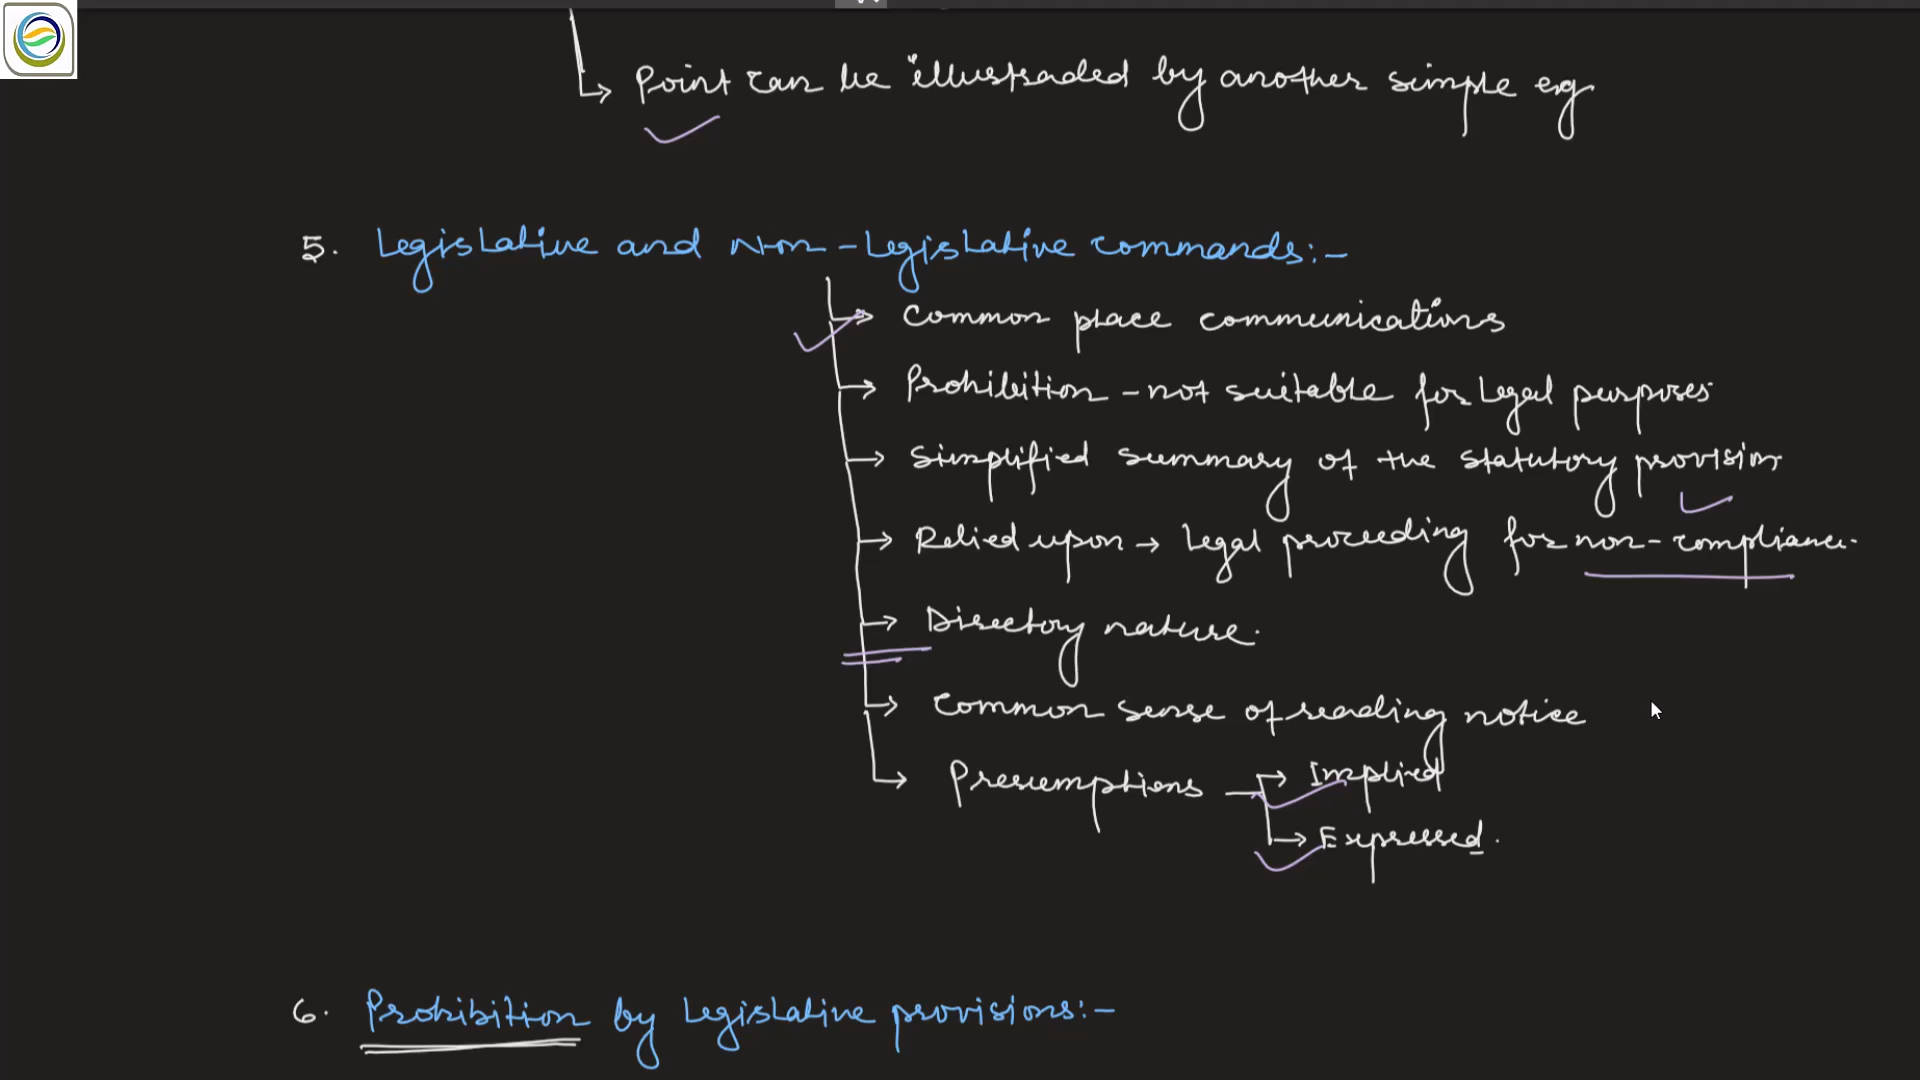 → Point can be illustraded by another simple eg
5. Legislative and Non-Legislative commands:-
→ Common place communications
→ Prohibition - not suitable for legal purposes
→ Simplified summary of the statutory provision
→ Relied upon → Legal proceeding for non-compliance.
→ Directory nature.
→ Common sense of reading notice
→ Presumptions → Implied
→ Expressed.
6. Prohibition by Legislative provisions:-